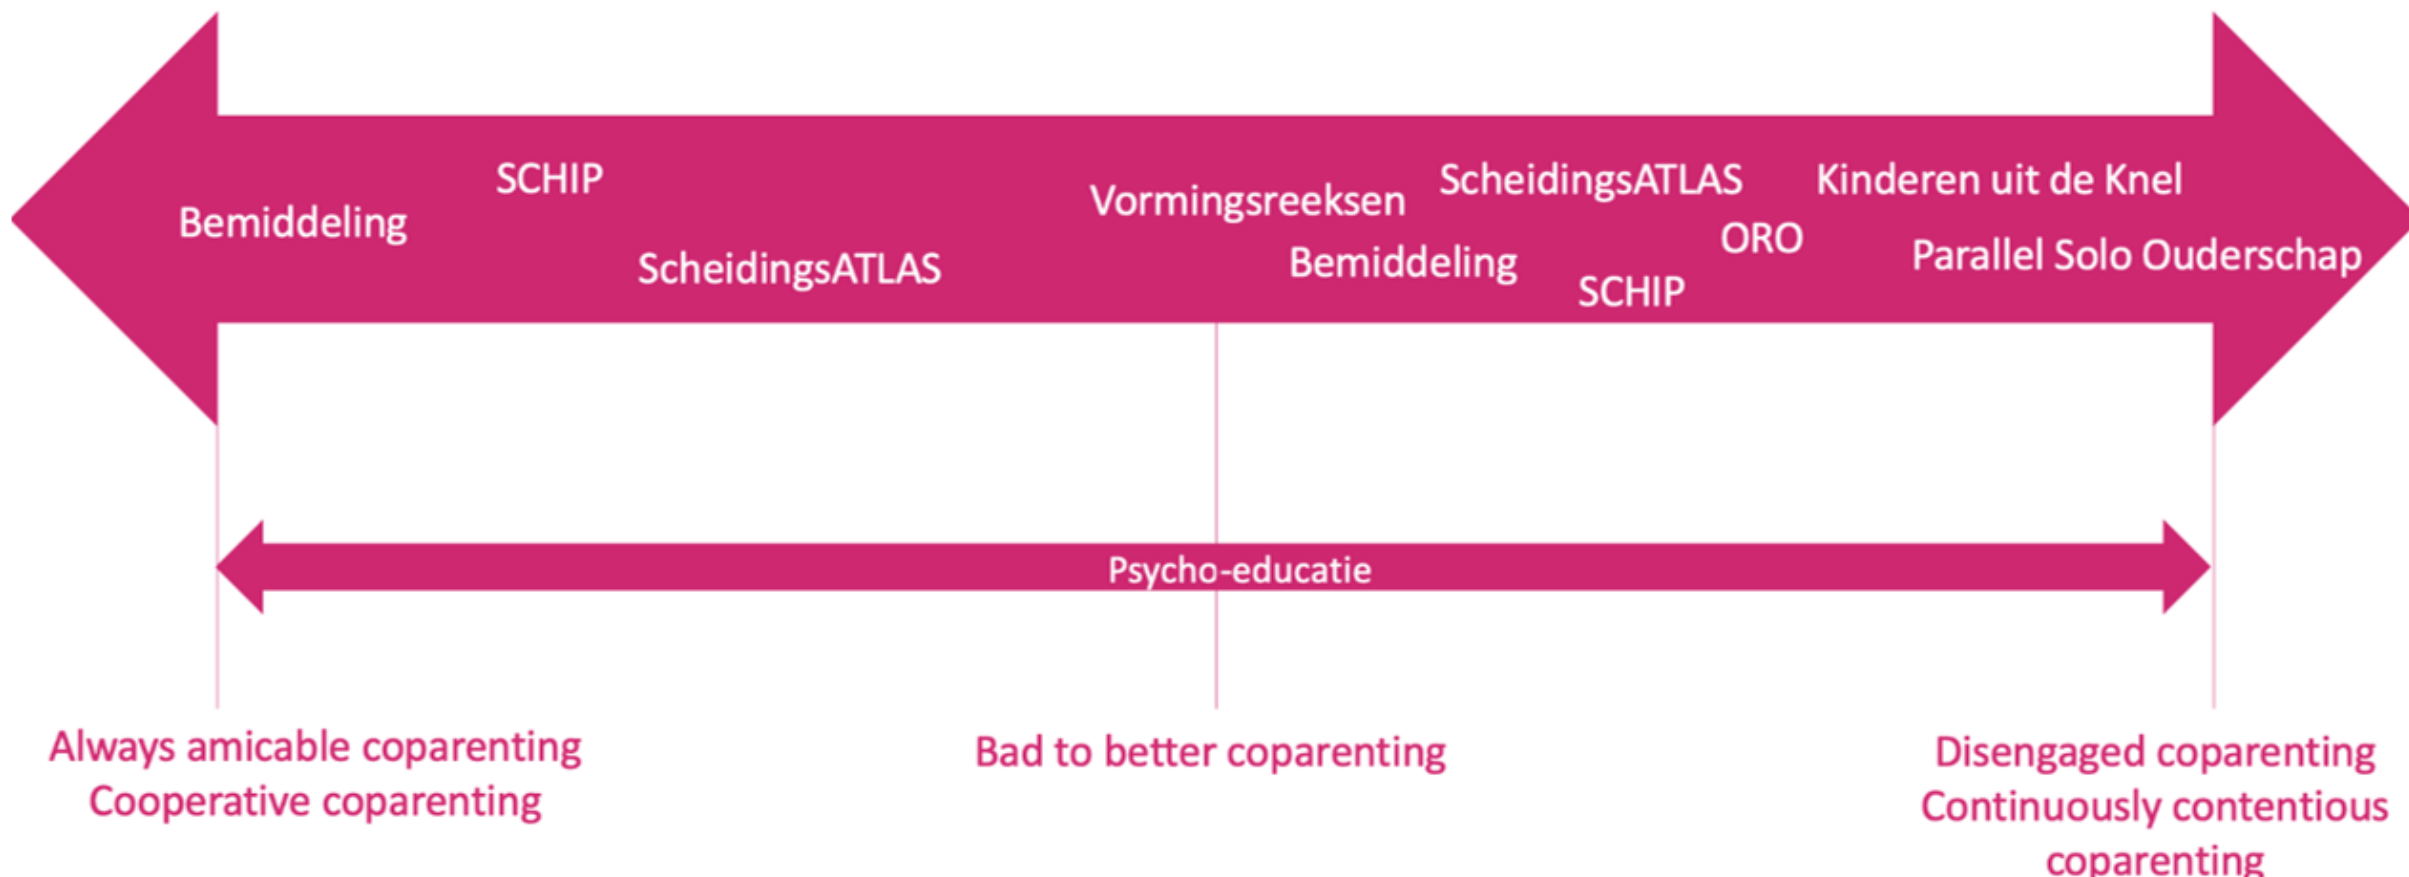 Bemiddeling
SCHIP
ScheidingsATLAS
Vormingsreeksen
Bemiddeling
ScheidingsATLAS
SCHIP
ORO
Kinderen uit de Knel
Parallel Solo Ouderschap
Psycho-educatie
Always amicable coparenting
Cooperative coparenting
Bad to better coparenting
Disengaged coparenting
Continuously contentious
coparenting